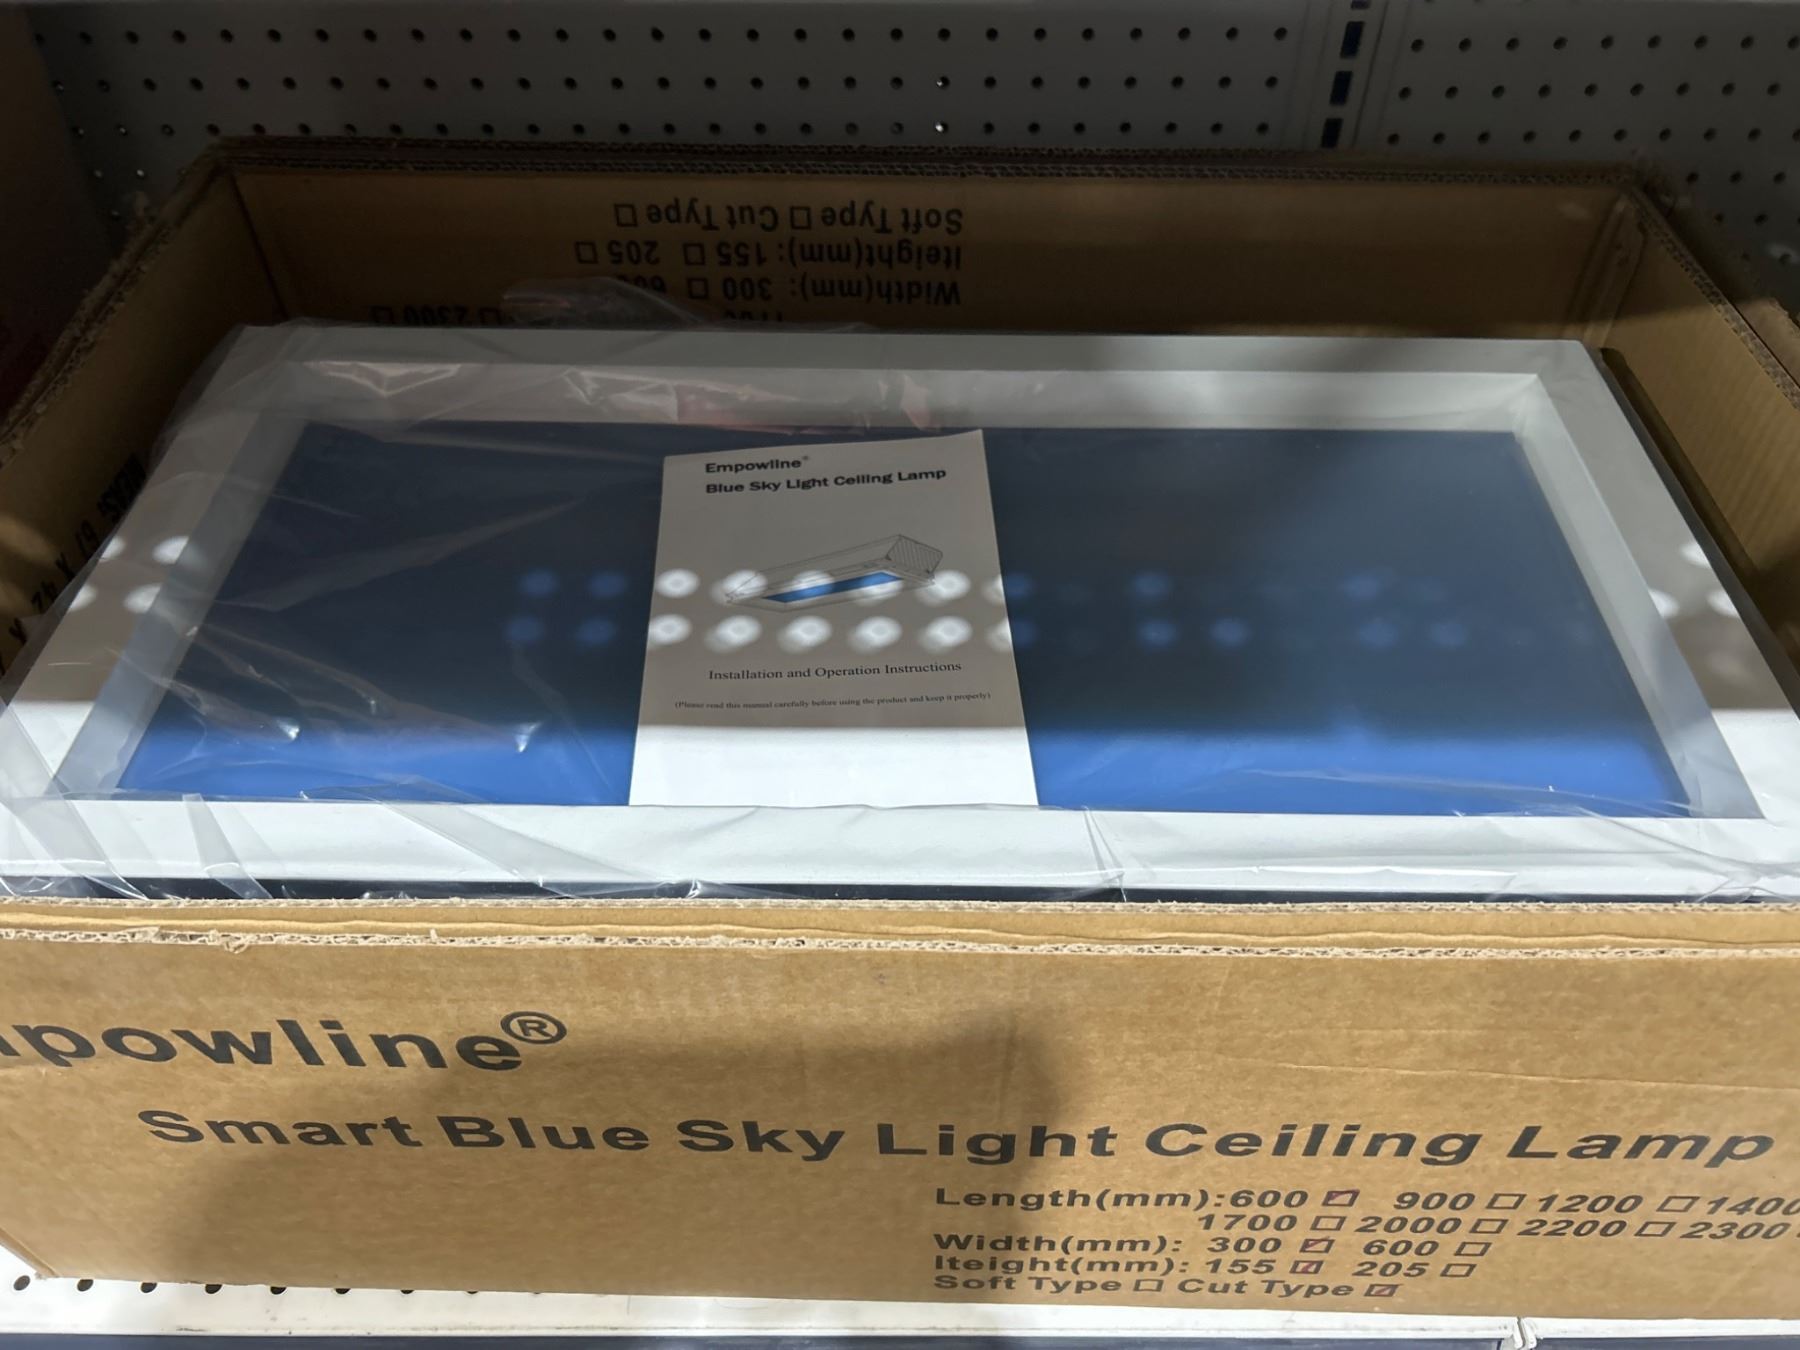 Soft Type Cut Type
Iteight(mm): 155 205
Width(mm): 300
2300
Empowline®
Blue Sky Light Ceiling Lamp
Installation and Operation Instructions
(Please read this manual carefully before using the product and keep it properly)
powline®
Smart Blue Sky Light Ceiling Lamp
Length(mm):600 900 1200 1400
1700 2000 2200 2300
Width(mm): 300 600
Iteight(mm): 155 205
Soft Type Cut Type